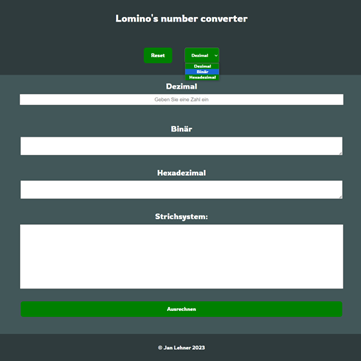 Lomino's number converter
Reset
Dezimal
Dezimal
Binär
Hexadezimal
Dezimal
Geben Sie eine Zahl ein
Binär
Hexadezimal
Strichsystem:
Ausrechnen
© Jan Lehner 2023